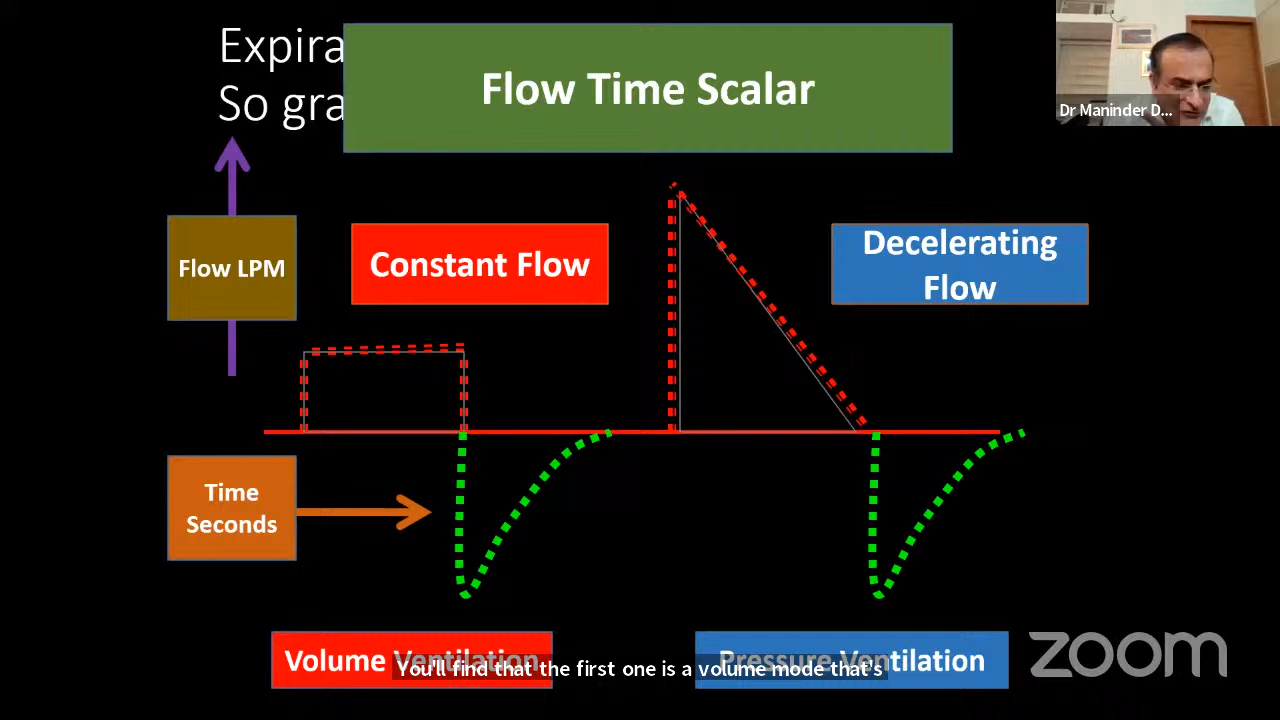 Expira
So gra
Flow Time Scalar
Dr Maninder D...
Flow LPM
Constant Flow
Decelerating
Flow
Time
Seconds
Volume Ventilation
Pressure Ventilation
You'll find that the first one is a volume mode that's
zoom